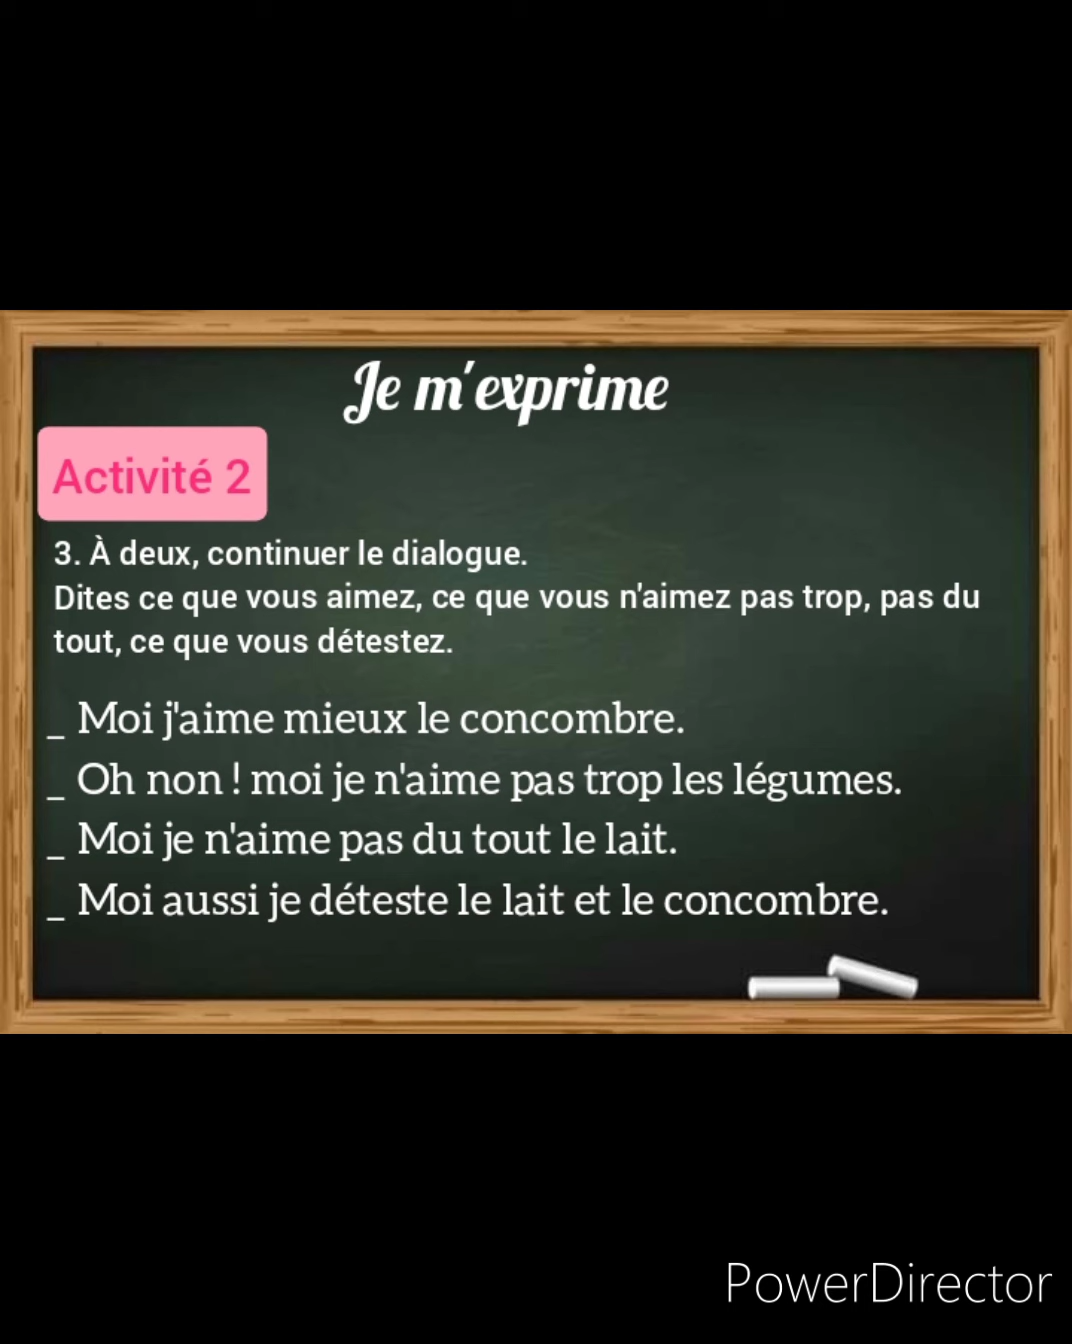 Je m'exprime
Activité 2
3. À deux, continuer le dialogue.
Dites ce que vous aimez, ce que vous n'aimez pas trop, pas du
tout, ce que vous détestez.
_ Moi j'aime mieux le concombre.
_ Oh non ! moi je n'aime pas trop les légumes.
_ Moi je n'aime pas du tout le lait.
_ Moi aussi je déteste le lait et le concombre.
PowerDirector